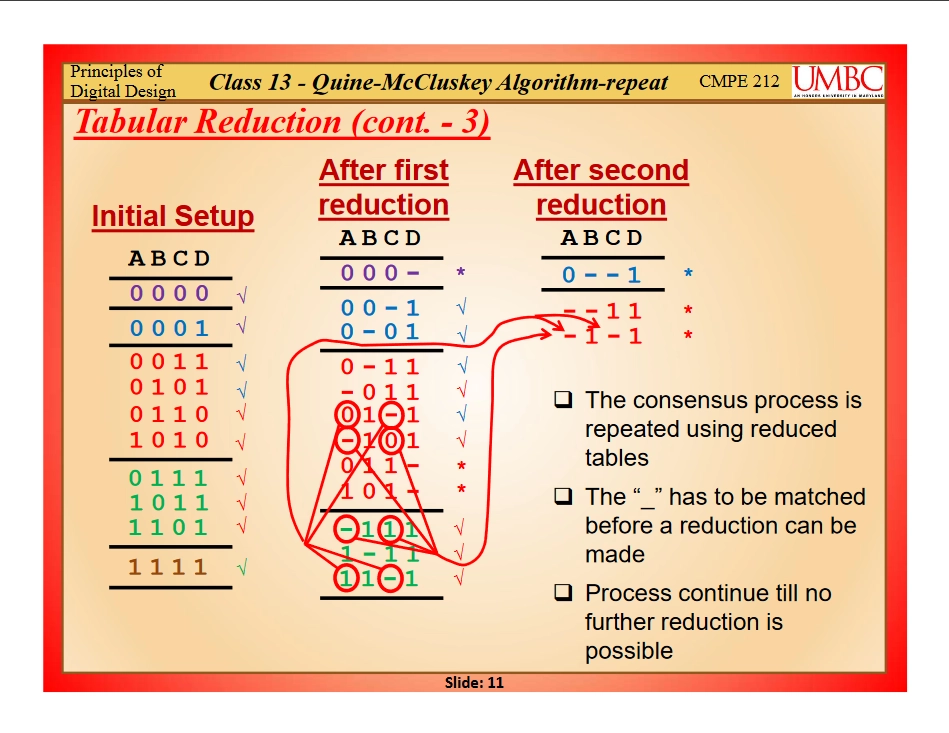 Principles of
Digital Design
Class 13 - Quine-McCluskey Algorithm-repeat
CMPE 212
UMBC
AN HONORS UNIVERSITY IN MARYLAND
Tabular Reduction (cont. - 3)
Initial Setup
A B C D
0 0 0 0 √
0 0 0 1 √
0 0 1 1 √
0 1 0 1 √
0 1 1 0 √
1 0 1 0 √
0 1 1 1 √
1 0 1 1 √
1 1 0 1 √
1 1 1 1 √
After first
reduction
A B C D
0 0 0 – *
0 0 – 1 √
0 – 0 1 √
0 – 1 1 √
– 0 1 1 √
0 1 – 1 √
– 1 0 1 √
0 1 1 – *
1 0 1 – *
– 1 1 1 √
1 – 1 1 √
1 1 – 1 √
After second
reduction
A B C D
0 – – 1 *
– – 1 1 *
– 1 – 1 *
❑ The consensus process is
repeated using reduced
tables
❑ The “_” has to be matched
before a reduction can be
made
❑ Process continue till no
further reduction is
possible
Slide: 11